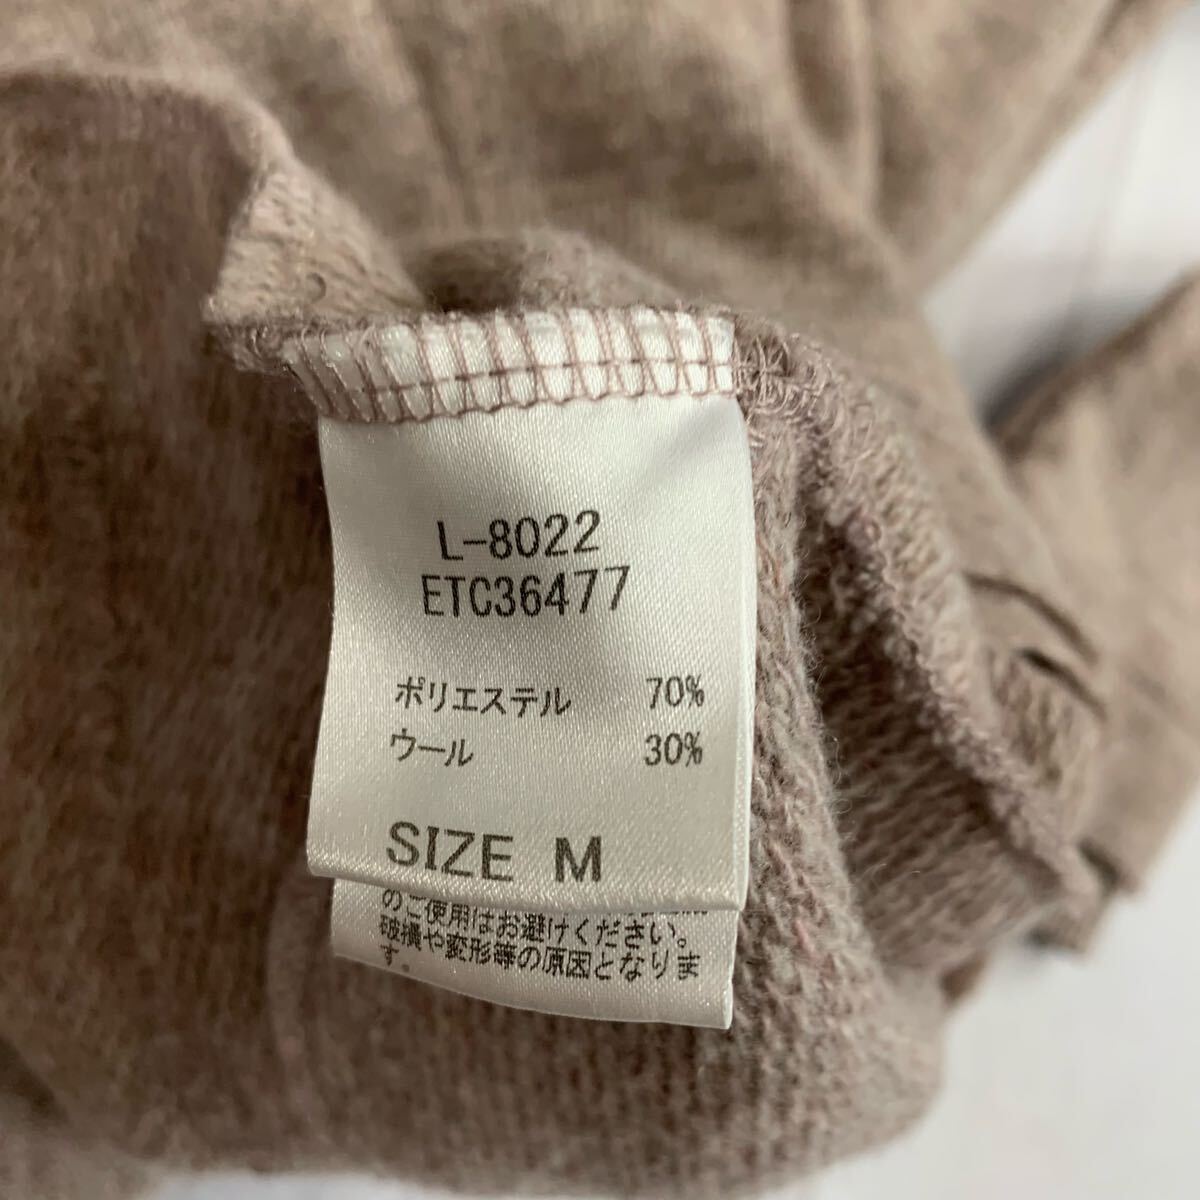 L-8022
ETC36477
ポリエステル 70%
ウール 30%
SIZE M
のご使用はお避けください。
破損や変形等の原因となりま
す。